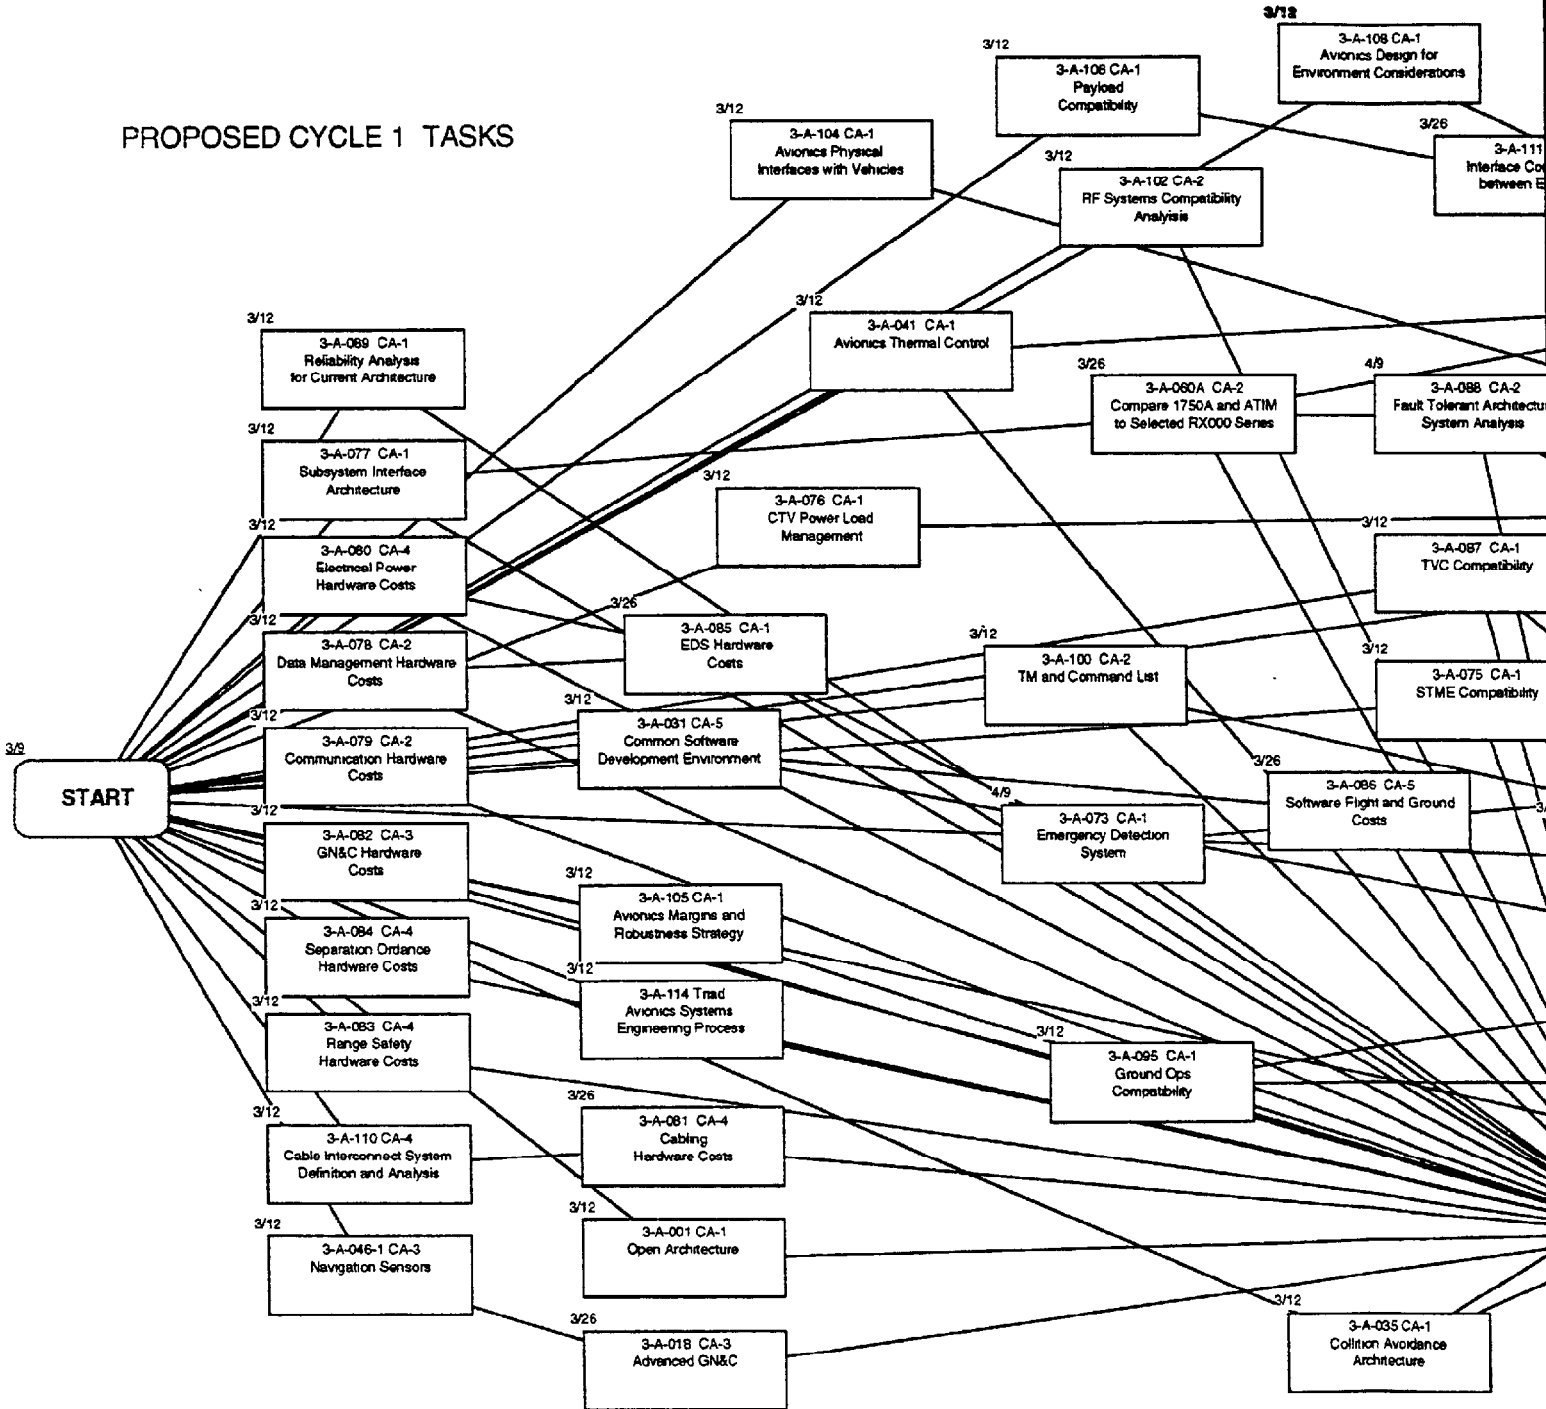 PROPOSED CYCLE 1 TASKS
3/12
3-A-108 CA-1
Avionics Design for
Environment Considerations
3/12
3-A-106 CA-1
Payload
Compatibility
3/12
3-A-104 CA-1
Avionics Physical
Interfaces with Vehicles
3/26
3-A-111
Interface
between
3/12
3-A-102 CA-2
RF Systems Compatibility
Analyisis
3/12
3-A-041 CA-1
Avionics Thermal Control
3/12
3-A-089 CA-1
Reliability Analysis
for Current Architecture
3/26
3-A-060A CA-2
Compare 1750A and ATIM
to Selected RX000 Series
4/9
3-A-088 CA-2
Fault Tolerant Architectur
System Analysis
3/12
3-A-077 CA-1
Subsystem Interface
Architecture
3/12
3-A-076 CA-1
CTV Power Load
Management
3/12
3-A-080 CA-4
Electrical Power
Hardware Costs
3/12
3-A-087 CA-1
TVC Compatibility
3/12
3-A-078 CA-2
Data Management Hardware
Costs
3/26
3-A-085 CA-1
EDS Hardware
Costs
3/12
3-A-100 CA-2
TM and Command List
3/12
3-A-075 CA-1
STME Compatibility
3/9
START
3/12
3-A-079 CA-2
Communication Hardware
Costs
3/12
3-A-031 CA-5
Common Software
Development Environment
3/26
3-A-086 CA-5
Software Flight and Ground
Costs
3/
4/9
3-A-073 CA-1
Emergency Detection
System
3/12
3-A-082 CA-3
GN&C Hardware
Costs
3/12
3-A-105 CA-1
Avionics Margins and
Robustness Strategy
3/12
3-A-084 CA-4
Separation Ordance
Hardware Costs
3/12
3-A-114 Triad
Avionics Systems
Engineering Process
3/12
3-A-083 CA-4
Range Safety
Hardware Costs
3/12
3-A-095 CA-1
Ground Ops
Compatibility
3/12
3-A-110 CA-4
Cable Interconnect System
Definition and Analysis
3/26
3-A-081 CA-4
Cabling
Hardware Costs
3/12
3-A-046-1 CA-3
Navigation Sensors
3/12
3-A-001 CA-1
Open Architecture
3/26
3-A-018 CA-3
Advanced GN&C
3/12
3-A-035 CA-1
Collition Avoidance
Architecture